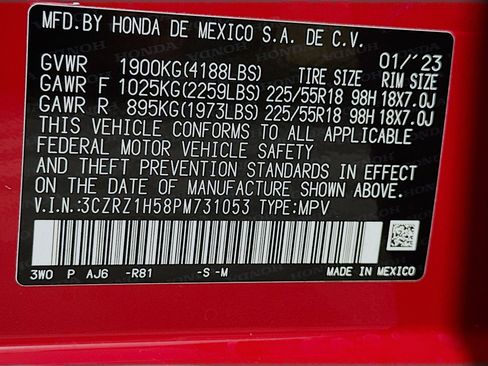 MFD.BY HONDA DE MEXICO S.A. DE C.V.
01/'23
GVWR 1900KG(4188LBS) TIRE SIZE RIM SIZE
GAWR F 1025KG(2259LBS) 225/55R18 98H 18X7.0J
GAWR R 895KG(1973LBS) 225/55R18 98H 18X7.0J
THIS VEHICLE CONFORMS TO ALL APPLICABLE
FEDERAL MOTOR VEHICLE SAFETY
AND THEFT PREVENTION STANDARDS IN EFFECT
ON THE DATE OF MANUFACTURE SHOWN ABOVE.
V.I.N.:3CZRZ1H58PM731053 TYPE:MPV
3W0 P AJ6 -R81 -S-M
MADE IN MEXICO